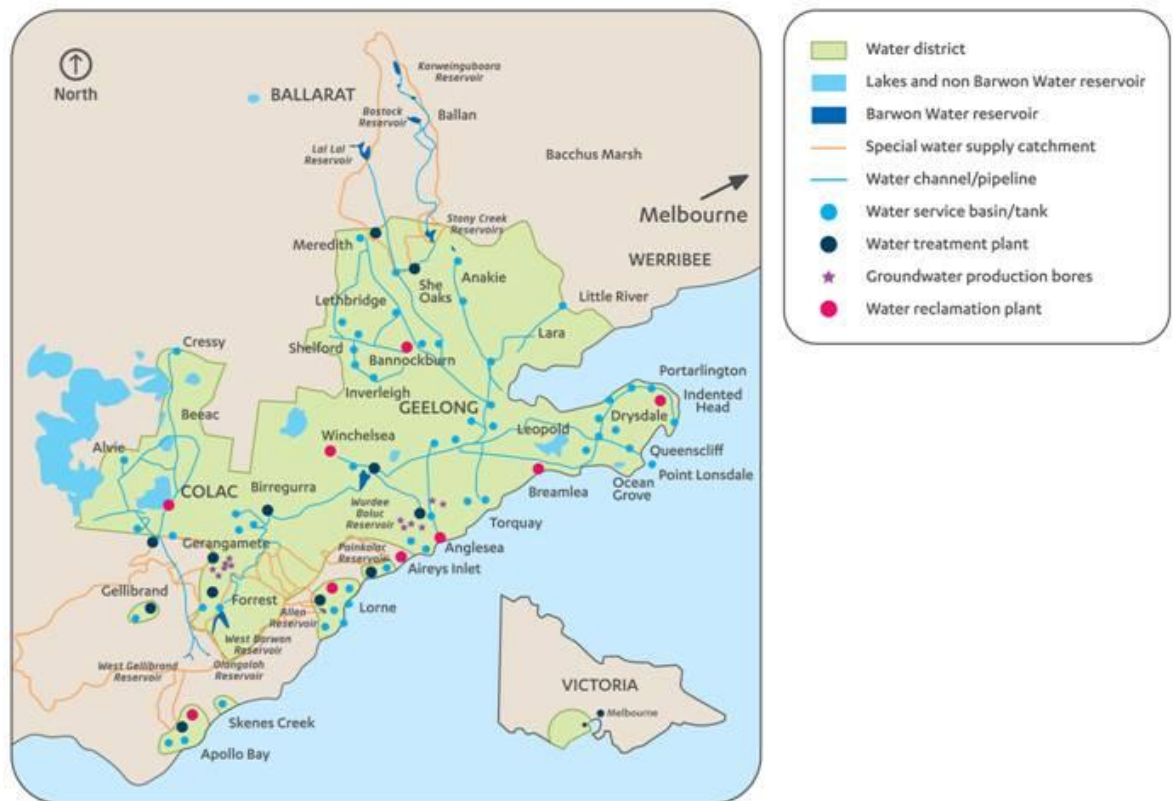 North
BALLARAT
Korweinguboora
Reservoir
Bostock
Reservoir
Ballan
Lal Lal
Reservoir
Bacchus Marsh
Melbourne
Stony Creek
Reservoirs
Meredith
WERRIBEE
She
Oaks
Anakie
Lethbridge
Little River
Lara
Cressy
Shelford
Bannockburn
Inverleigh
Portarlington
Indented
Head
Beeac
GEELONG
Drysdale
Leopold
Winchelsea
Alvie
Queenscliff
Point Lonsdale
Ocean
Grove
COLAC
Birregurra
Breamlea
Wurdee
Boluc
Reservoir
Torquay
Gerangamete
Painkalac
Reservoir
Anglesea
Aireys Inlet
Gellibrand
Forrest
Allen
Reservoir
Lorne
West Barwon
Reservoir
West Gellibrand
Reservoir
Olangolah
Reservoir
Skenes Creek
Apollo Bay
VICTORIA
Melbourne
Water district
Lakes and non Barwon Water reservoir
Barwon Water reservoir
Special water supply catchment
Water channel/pipeline
Water service basin/tank
Water treatment plant
Groundwater production bores
Water reclamation plant